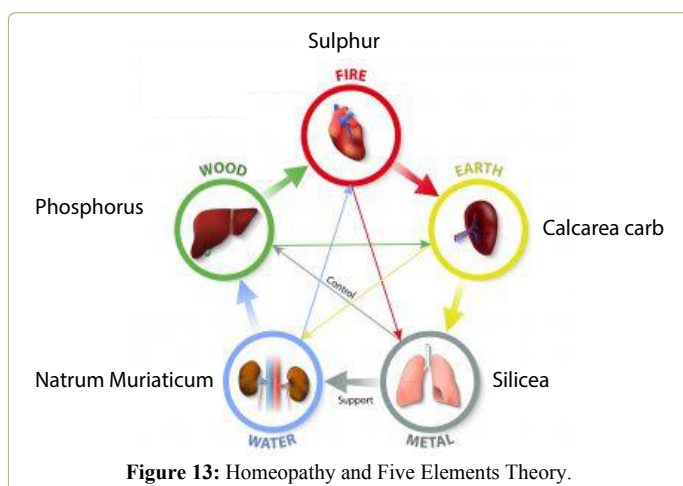 Sulphur
FIRE
WOOD
EARTH
Phosphorus
Calcarea carb
Control
Natrum Muriaticum
Support
Silicea
WATER
METAL
Figure 13: Homeopathy and Five Elements Theory.